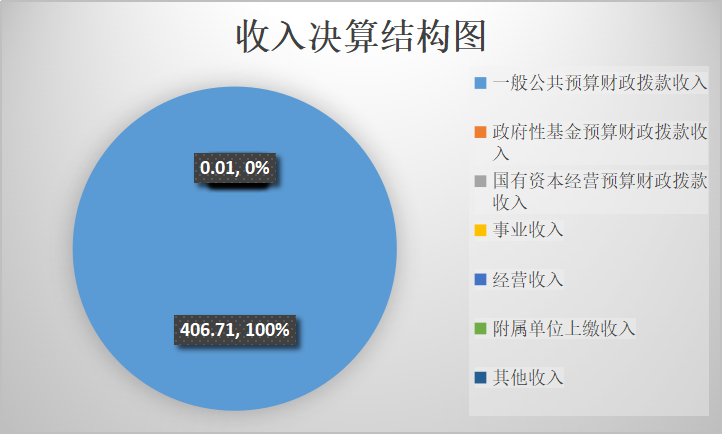 收入决算结构图
一般公共预算财政拨款收入
政府性基金预算财政拨款收
入
国有资本经营预算财政拨款
收入
事业收入
经营收入
附属单位上缴收入
其他收入
0.01, 0%
406.71, 100%